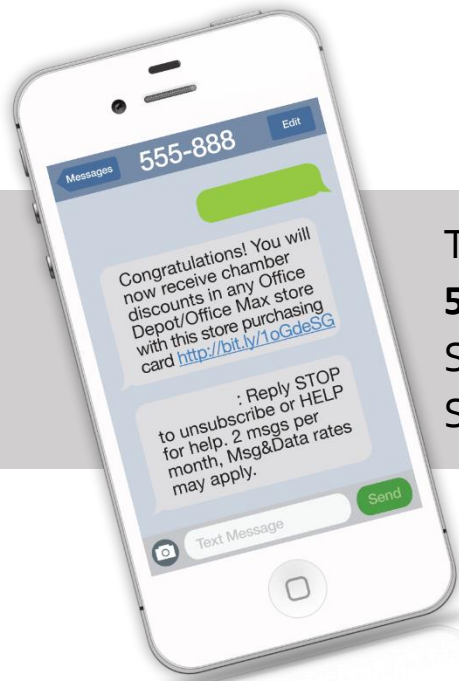 Messages
555-888
Edit
Congratulations! You will
now receive chamber
discounts in any Office
Depot/Office Max store
with this store purchasing
card http://bit.ly/1oGdeSG
: Reply STOP
to unsubscribe or HELP
for help. 2 msgs per
month, Msg&Data rates
may apply.
Text Message
Send
T
5
S
S